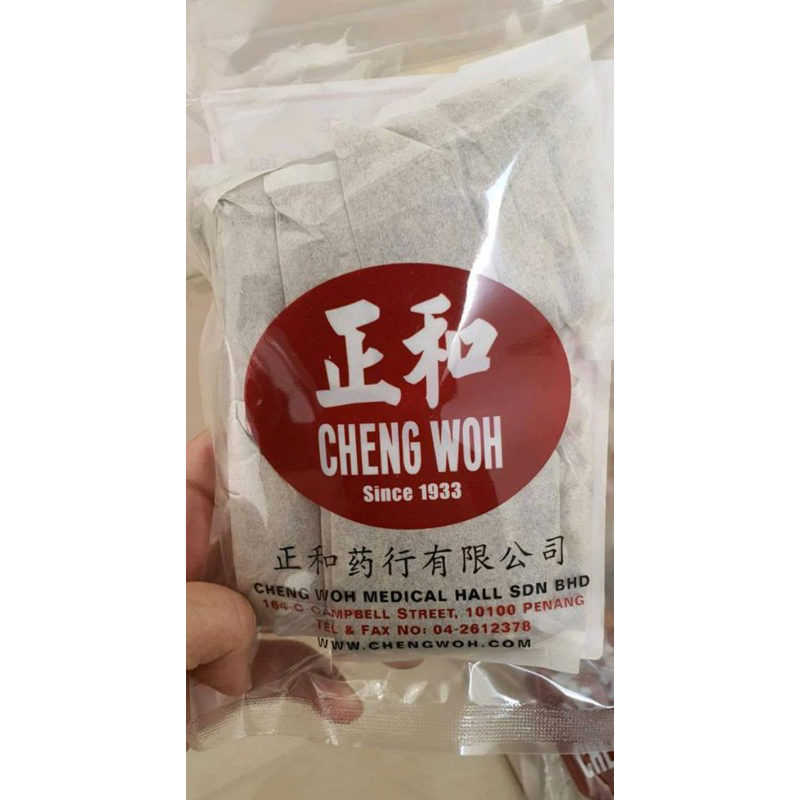 正和
CHENG WOH
Since 1933
正和药行有限公司
CHENG WOH MEDICAL HALL SDN BHD
164-C CAMPBELL STREET, 10100 PENANG
TEL & FAX NO: 04-2612378
WWW.CHENGWOH.COM
CHE